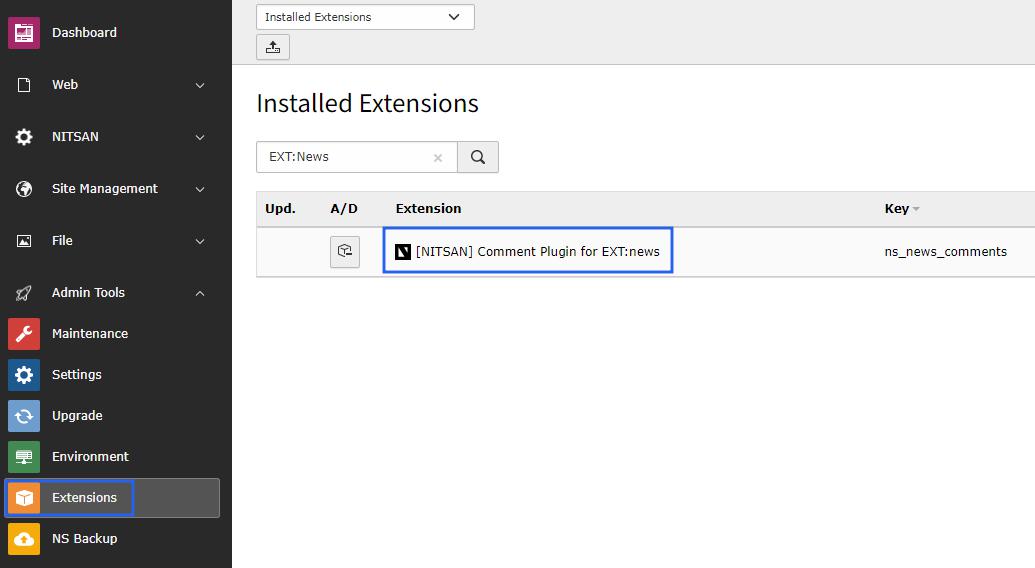 Dashboard
Web
NITSAN
Site Management
File
Admin Tools
Maintenance
Settings
Upgrade
Environment
Extensions
NS Backup
Installed Extensions
Installed Extensions
EXT:News
Upd. A/D Extension Key
[NITSAN] Comment Plugin for EXT:news ns_news_comments